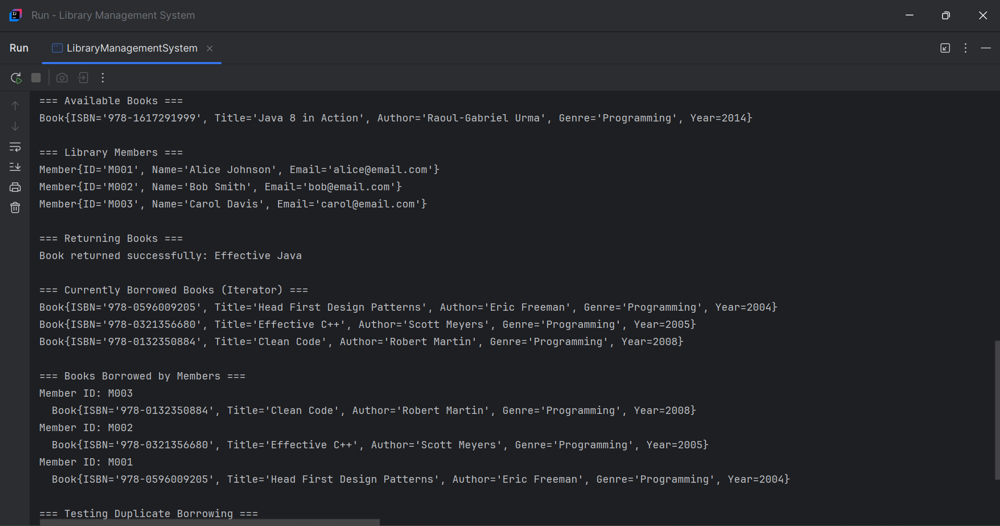 Run - Library Management System
Run LibraryManagementSystem
=== Available Books ===
Book{ISBN='978-1617291999', Title='Java 8 in Action', Author='Raoul-Gabriel Urma', Genre='Programming', Year=2014}
=== Library Members ===
Member{ID='M001', Name='Alice Johnson', Email='alice@email.com'}
Member{ID='M002', Name='Bob Smith', Email='bob@email.com'}
Member{ID='M003', Name='Carol Davis', Email='carol@email.com'}
=== Returning Books ===
Book returned successfully: Effective Java
=== Currently Borrowed Books (Iterator) ===
Book{ISBN='978-0596009205', Title='Head First Design Patterns', Author='Eric Freeman', Genre='Programming', Year=2004}
Book{ISBN='978-0321356680', Title='Effective C++', Author='Scott Meyers', Genre='Programming', Year=2005}
Book{ISBN='978-0132350884', Title='Clean Code', Author='Robert Martin', Genre='Programming', Year=2008}
=== Books Borrowed by Members ===
Member ID: M003
  Book{ISBN='978-0132350884', Title='Clean Code', Author='Robert Martin', Genre='Programming', Year=2008}
Member ID: M002
  Book{ISBN='978-0321356680', Title='Effective C++', Author='Scott Meyers', Genre='Programming', Year=2005}
Member ID: M001
  Book{ISBN='978-0596009205', Title='Head First Design Patterns', Author='Eric Freeman', Genre='Programming', Year=2004}
=== Testing Duplicate Borrowing ===